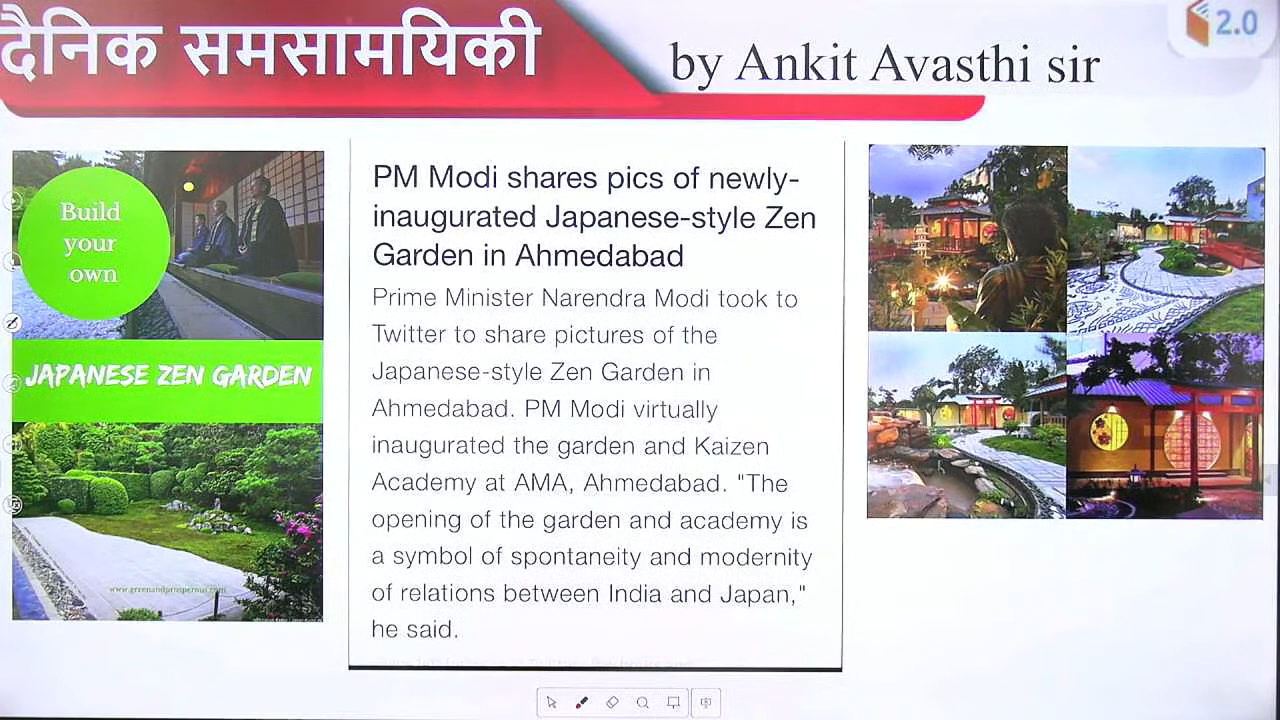 दैनिक समसामयिकी
by Ankit Avasthi sir
2.0
Build
your
own
JAPANESE ZEN GARDEN
www.greenandprosperous.com
PM Modi shares pics of newly-
inaugurated Japanese-style Zen
Garden in Ahmedabad
Prime Minister Narendra Modi took to
Twitter to share pictures of the
Japanese-style Zen Garden in
Ahmedabad. PM Modi virtually
inaugurated the garden and Kaizen
Academy at AMA, Ahmedabad. "The
opening of the garden and academy is
a symbol of spontaneity and modernity
of relations between India and Japan,"
he said.